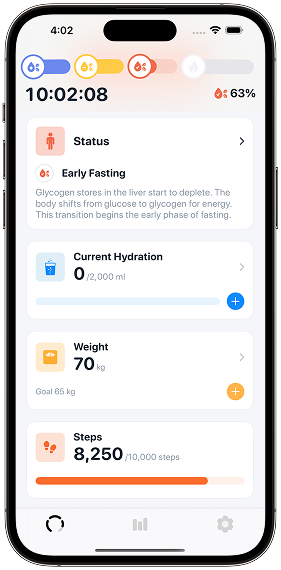 4:02
10:02:08
63%
Status
Early Fasting
Glycogen stores in the liver start to deplete. The
body shifts from glucose to glycogen for energy.
This transition begins the early phase of fasting.
Current Hydration
0 /2,000 ml
Weight
70 kg
Goal 65 kg
Steps
8,250 /10,000 steps